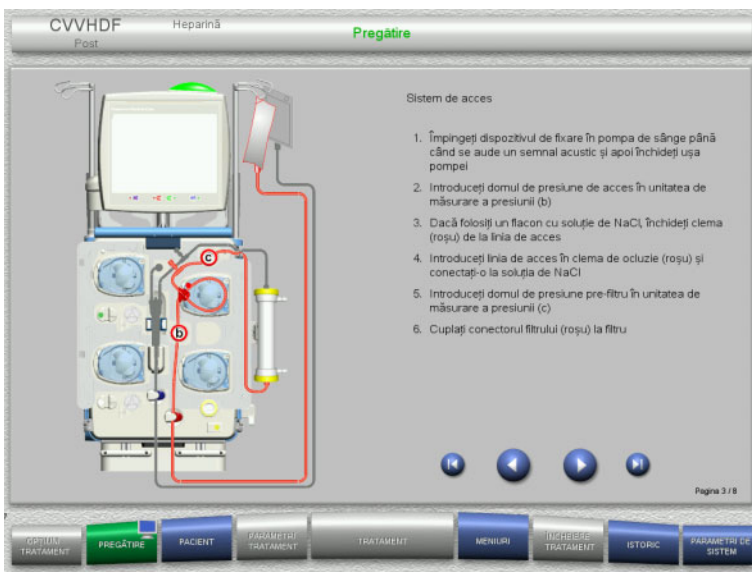 CVVHDF
Heparină
Post
Pregătire
Sistem de acces
1. Împingeți dispozitivul de fixare în pompa de sânge până
când se aude un semnal acustic și apoi închideți ușa
pompei
2. Introduceți domul de presiune de acces în unitatea de
măsurare a presiunii (b)
3. Dacă folosiți un flacon cu soluție de NaCl, închideți clema
(roșu) de la linia de acces
4. Introduceți linia de acces în clema de ocluzie (roșu) și
conectați-o la soluția de NaCl
5. Introduceți domul de presiune pre-filtru în unitatea de
măsurare a presiunii (c)
6. Cuplați conectorul filtrului (roșu) la filtru
c
b
Pagina 3 / 8
OPȚIUNI
TRATAMENT
PREGĂTIRE
PACIENT
PARAMETRI
TRATAMENT
TRATAMENT
MENIURI
ÎNCHEIERE
TRATAMENT
ISTORIC
PARAMETRI DE
SISTEM